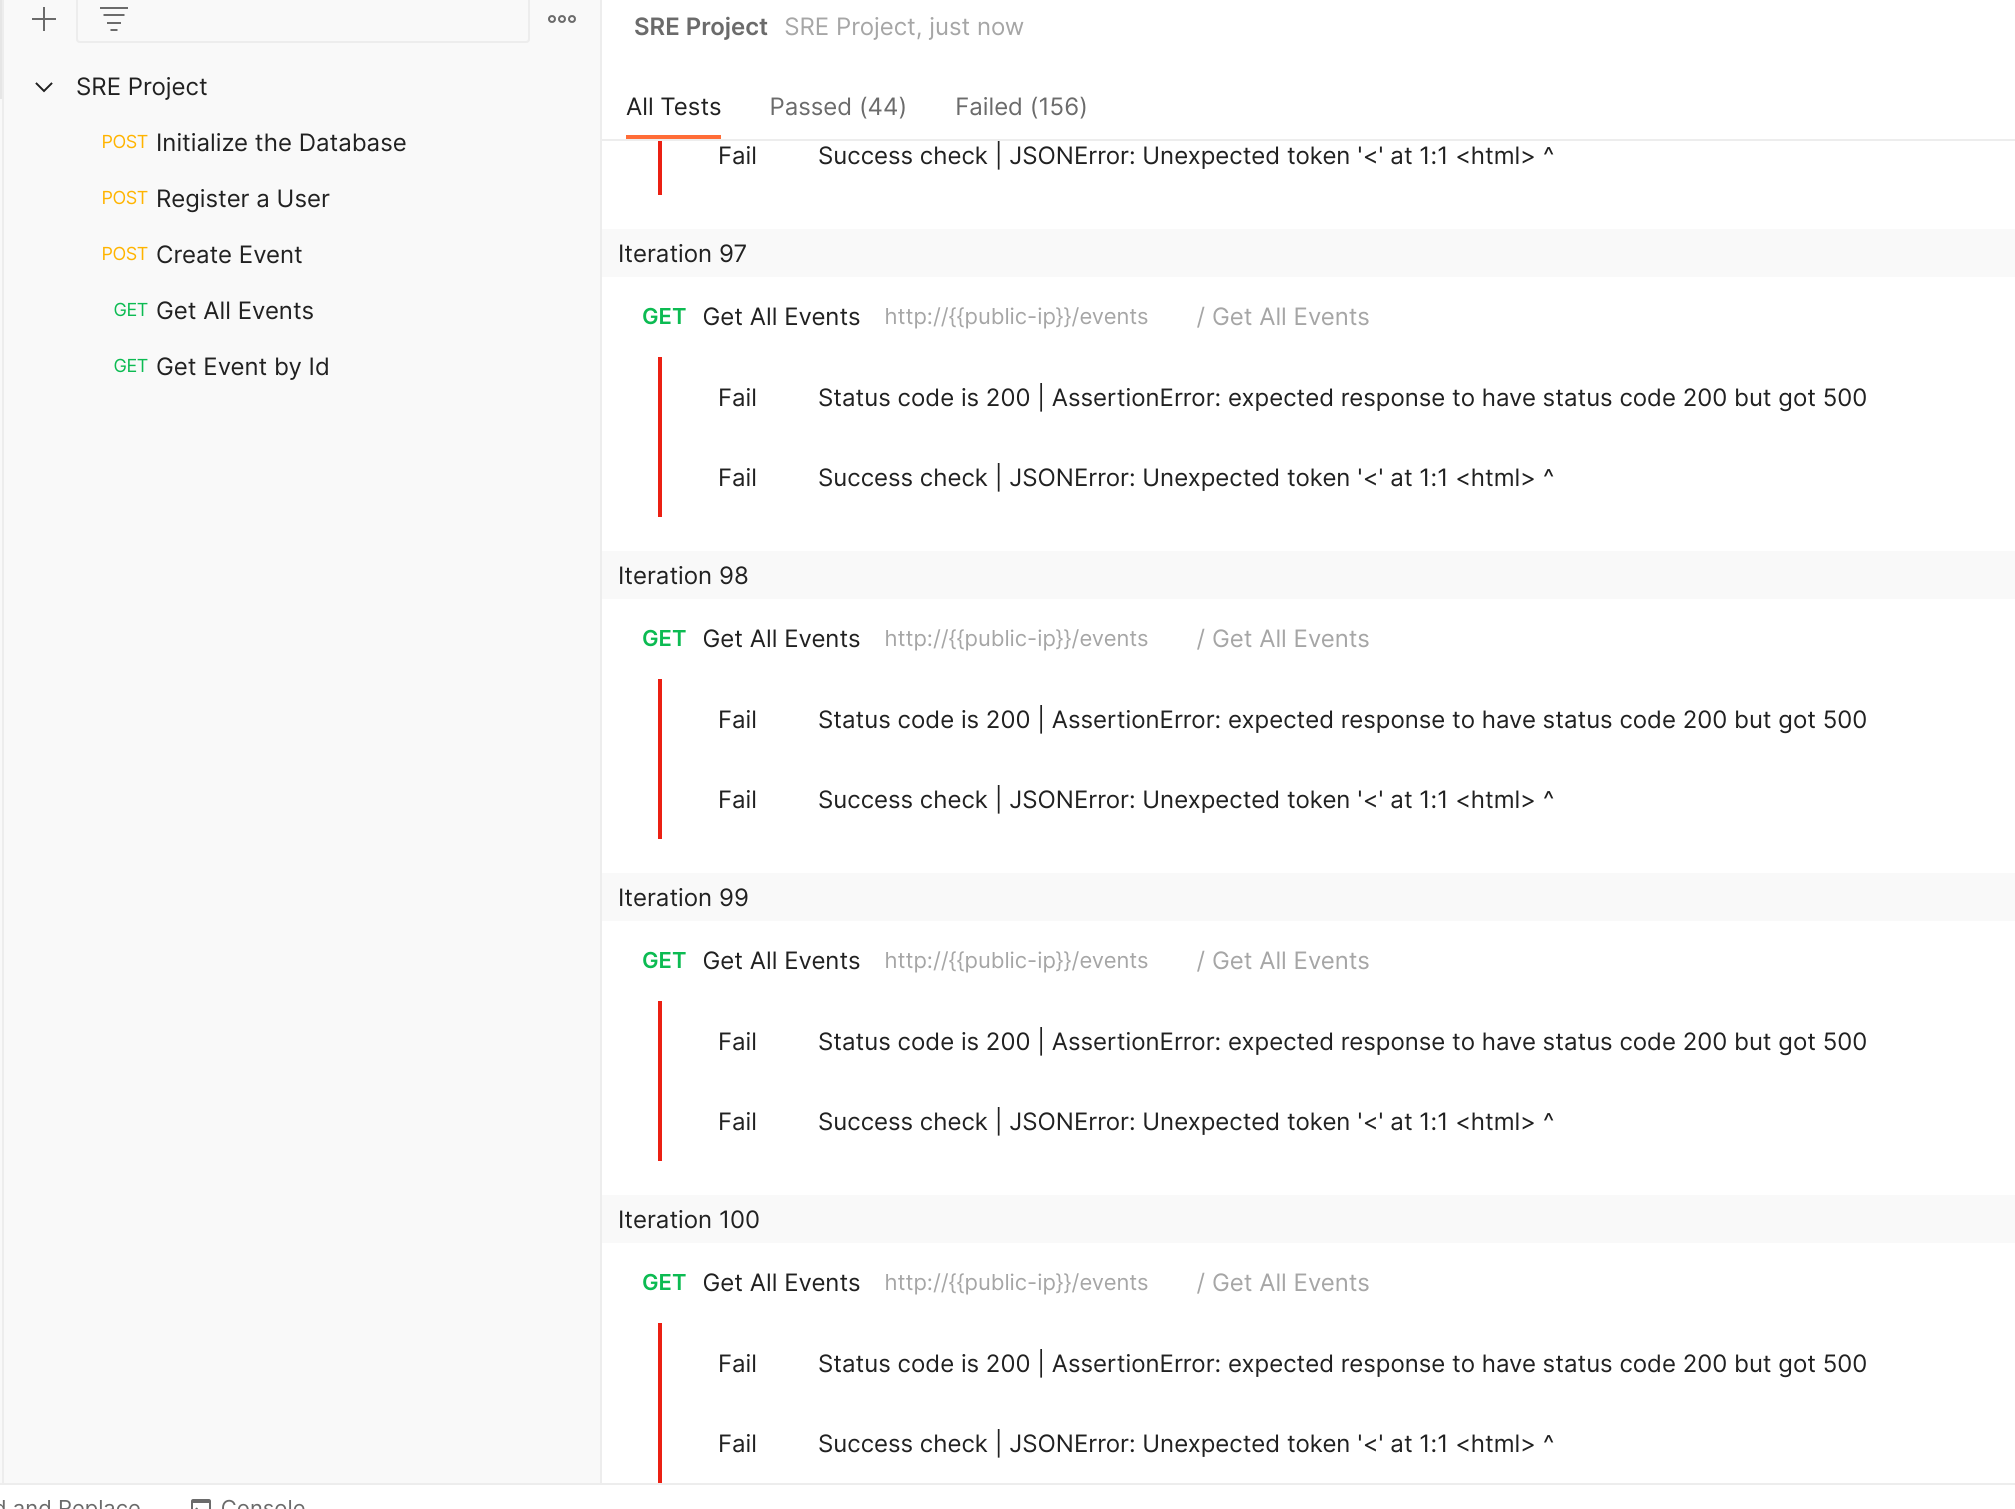 SRE Project SRE Project, just now
SRE Project
POST Initialize the Database
POST Register a User
POST Create Event
GET Get All Events
GET Get Event by Id
All Tests Passed (44) Failed (156)
Fail Success check | JSONError: Unexpected token '<' at 1:1 <html> ^
Iteration 97
GET Get All Events http://{{public-ip}}/events / Get All Events
Fail Status code is 200 | AssertionError: expected response to have status code 200 but got 500
Fail Success check | JSONError: Unexpected token '<' at 1:1 <html> ^
Iteration 98
GET Get All Events http://{{public-ip}}/events / Get All Events
Fail Status code is 200 | AssertionError: expected response to have status code 200 but got 500
Fail Success check | JSONError: Unexpected token '<' at 1:1 <html> ^
Iteration 99
GET Get All Events http://{{public-ip}}/events / Get All Events
Fail Status code is 200 | AssertionError: expected response to have status code 200 but got 500
Fail Success check | JSONError: Unexpected token '<' at 1:1 <html> ^
Iteration 100
GET Get All Events http://{{public-ip}}/events / Get All Events
Fail Status code is 200 | AssertionError: expected response to have status code 200 but got 500
Fail Success check | JSONError: Unexpected token '<' at 1:1 <html> ^
and Replace Console